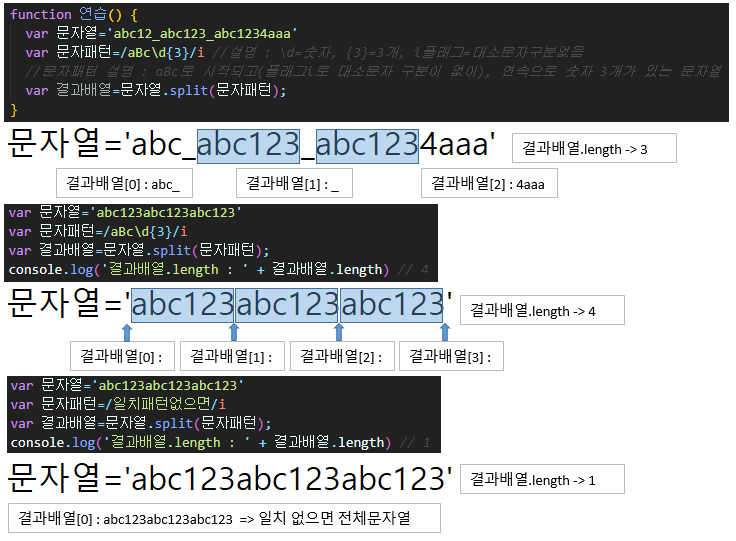 function 연습() {
var 문자열='abc12_abc123_abc1234aaa'
var 문자패턴=/aBc\d{3}/i //설명 : \d=숫자, {3}=3개, i플래그=대소문자구분없음
//문자패턴 설명 : aBc로 시작되고(플래그i로 대소문자 구분이 없이), 연속으로 숫자 3개가 있는 문자열
var 결과배열=문자열.split(문자패턴);
}
문자열='abc_abc123_abc1234aaa'
결과배열.length -> 3
결과배열[0] : abc_
결과배열[1] : _
결과배열[2] : 4aaa
var 문자열='abc123abc123abc123'
var 문자패턴=/aBc\d{3}/i
var 결과배열=문자열.split(문자패턴);
console.log('결과배열.length : ' + 결과배열.length) // 4
문자열='abc123abc123abc123'
결과배열.length -> 4
결과배열[0] :
결과배열[1] :
결과배열[2] :
결과배열[3] :
var 문자열='abc123abc123abc123'
var 문자패턴=/일치패턴없으면/i
var 결과배열=문자열.split(문자패턴);
console.log('결과배열.length : ' + 결과배열.length) // 1
문자열='abc123abc123abc123'
결과배열.length -> 1
결과배열[0] : abc123abc123abc123 => 일치 없으면 전체문자열